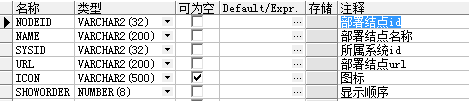 名称 类型 可为空 Default/Expr. 存储 注释
NODEID VARCHAR2(32) ... 部署结点id
NAME VARCHAR2(200) ... 部署结点名称
SYSID VARCHAR2(32) ... 所属系统id
URL VARCHAR2(200) ... 部署结点url
ICON VARCHAR2(500) ... 图标
SHOWORDER NUMBER(8) ... 显示顺序